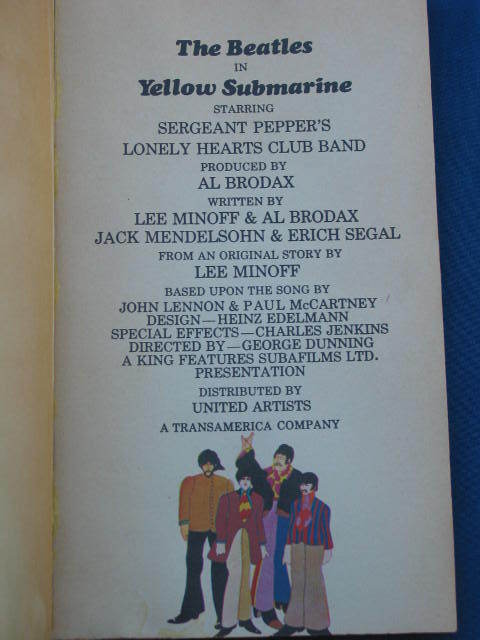 The Beatles
IN
Yellow Submarine
STARRING
SERGEANT PEPPER'S
LONELY HEARTS CLUB BAND
PRODUCED BY
AL BRODAX
WRITTEN BY
LEE MINOFF & AL BRODAX
JACK MENDELSOHN & ERICH SEGAL
FROM AN ORIGINAL STORY BY
LEE MINOFF
BASED UPON THE SONG BY
JOHN LENNON & PAUL McCARTNEY
DESIGN—HEINZ EDELMANN
SPECIAL EFFECTS—CHARLES JENKINS
DIRECTED BY—GEORGE DUNNING
A KING FEATURES SUBAFILMS LTD.
PRESENTATION
DISTRIBUTED BY
UNITED ARTISTS
A TRANSAMERICA COMPANY